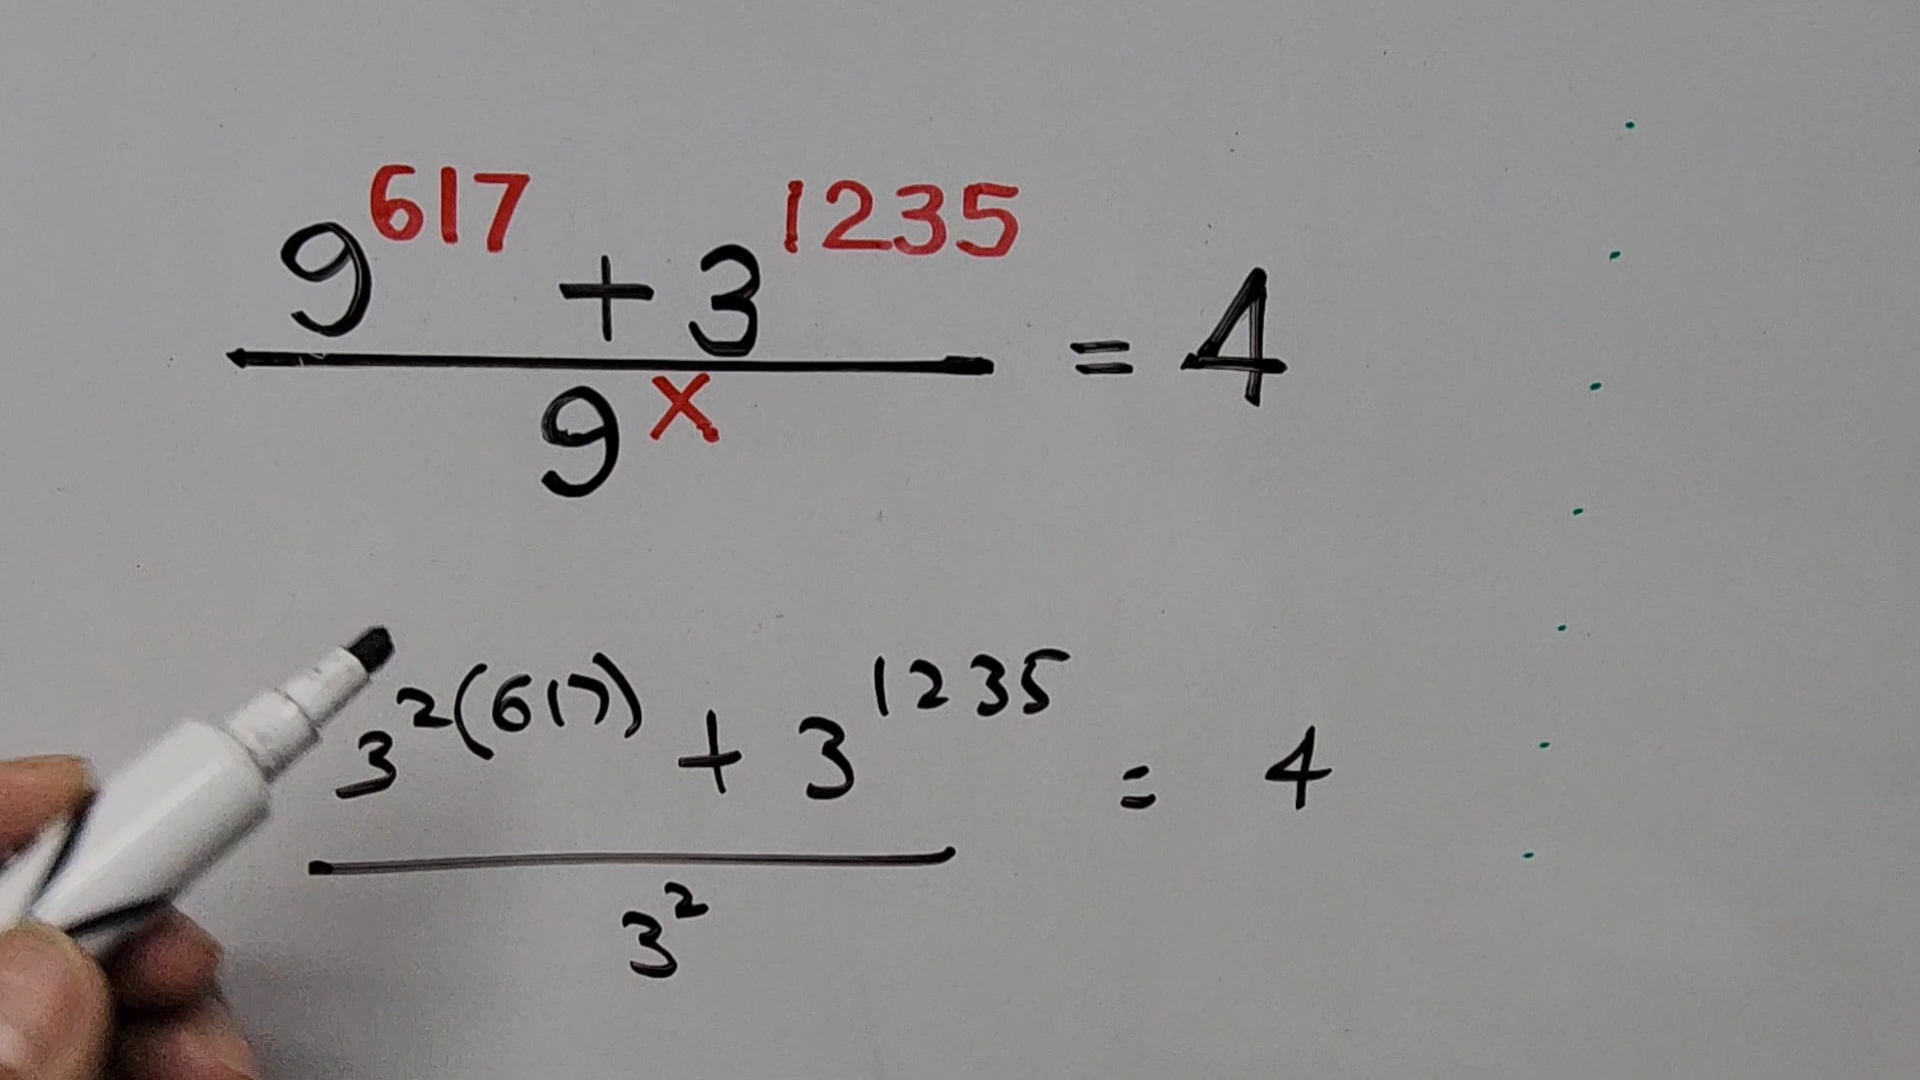 9^617 + 3^1235
9^x
= 4
3^2(617) + 3^1235
= 4
3^2